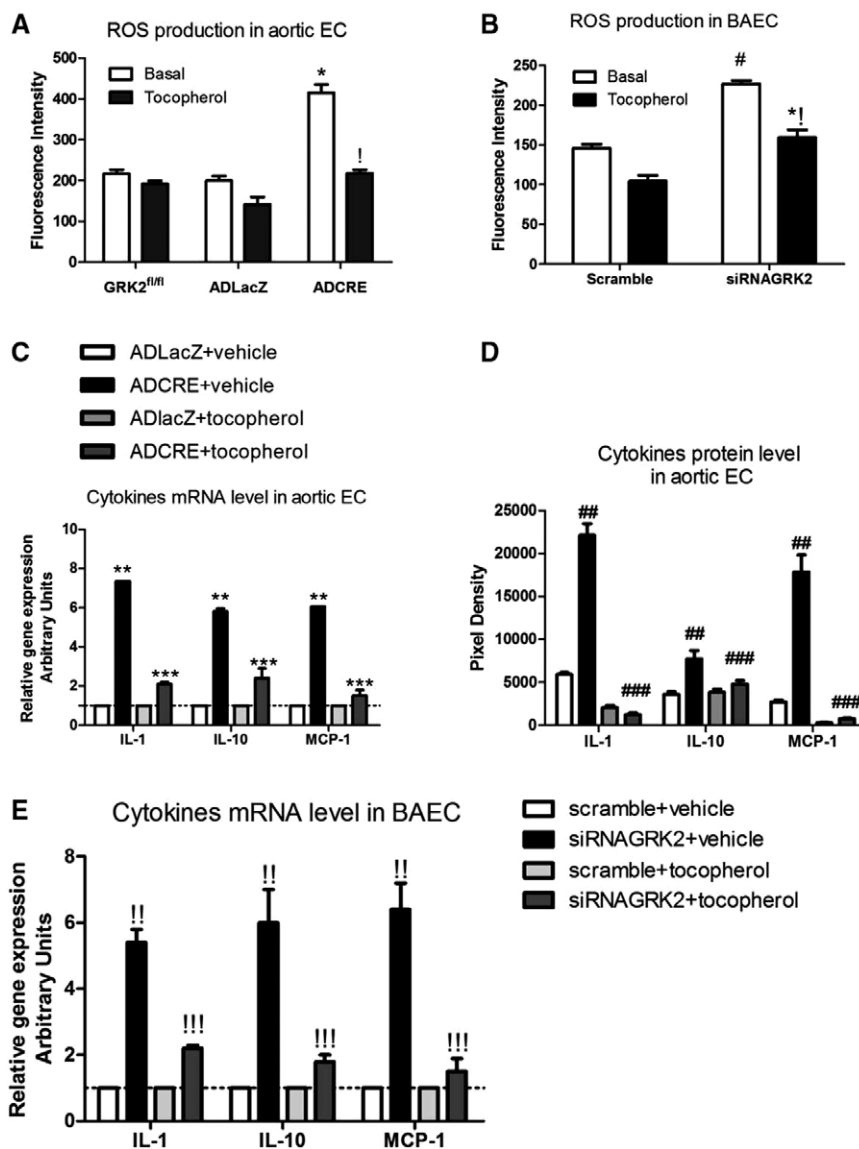 A
ROS production in aortic EC
Fluorescence Intensity
500
400
300
200
100
0
Basal
Tocopherol
*
!
GRK2fl/fl
ADLacZ
ADCRE
B
ROS production in BAEC
Fluorescence Intensity
250
200
150
100
50
0
Basal
Tocopherol
#
*!
Scramble
siRNAGRK2
C
ADLacZ+vehicle
ADCRE+vehicle
ADlacZ+tocopherol
ADCRE+tocopherol
Cytokines mRNA level in aortic EC
Relative gene expression
Arbitrary Units
10
8
6
4
2
0
**
***
**
***
**
***
IL-1
IL-10
MCP-1
D
Cytokines protein level
in aortic EC
Pixel Density
25000
20000
15000
10000
5000
0
##
###
##
###
##
###
IL-1
IL-10
MCP-1
E
Cytokines mRNA level in BAEC
Relative gene expression
Arbitrary Units
8
6
4
2
0
!!
!!!
!!
!!!
!!
!!!
IL-1
IL-10
MCP-1
scramble+vehicle
siRNAGRK2+vehicle
scramble+tocopherol
siRNAGRK2+tocopherol